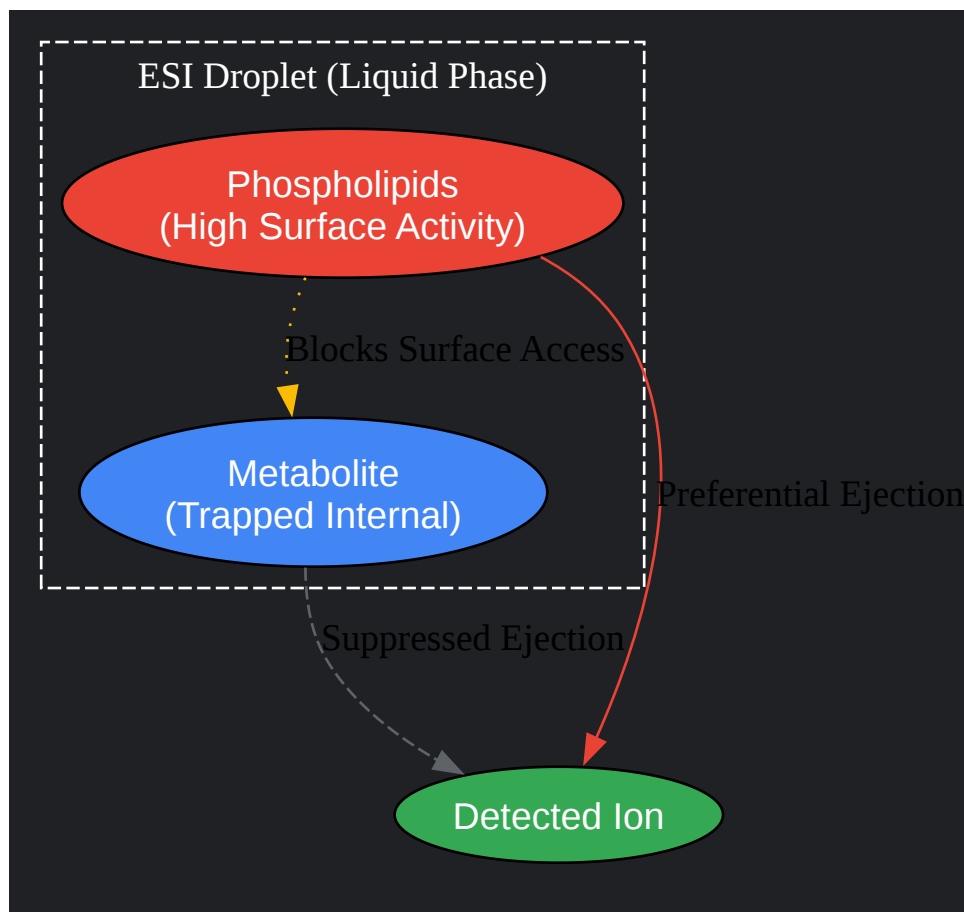 ESI Droplet (Liquid Phase)
Phospholipids
(High Surface Activity)
Blocks Surface Access
Metabolite
(Trapped Internal)
Preferential Ejection
Suppressed Ejection
Detected Ion